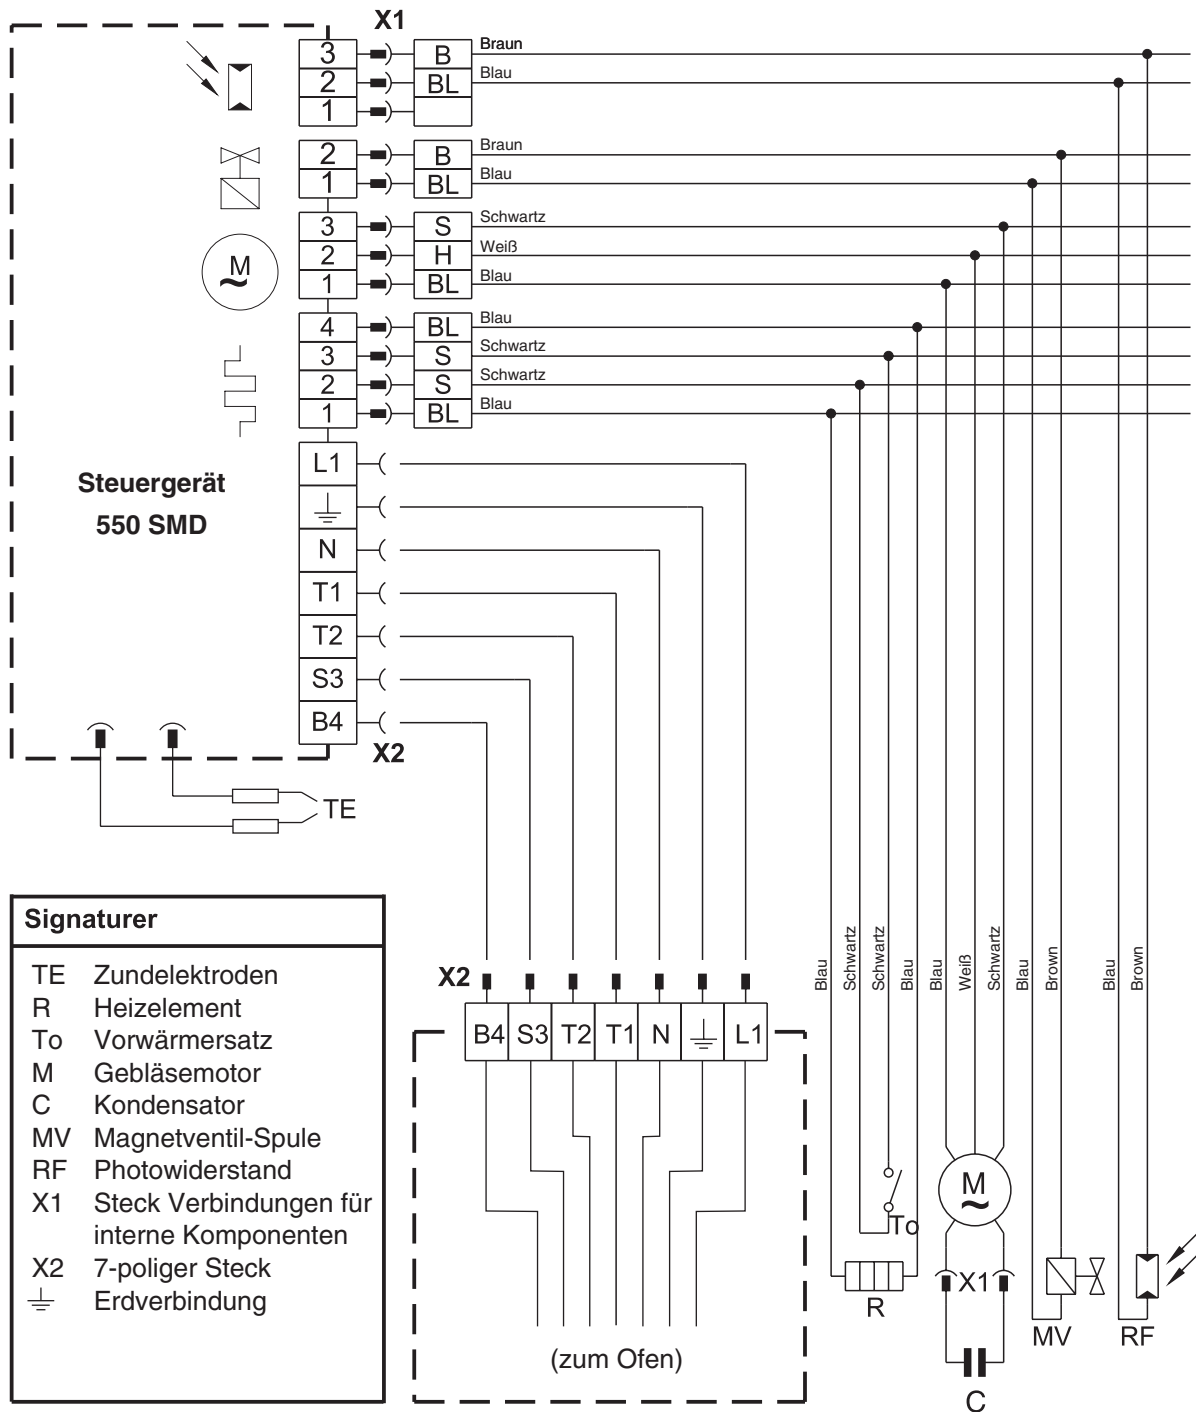 X1
3 B Braun
2 BL Blau
1
2 B Braun
1 BL Blau
3 S Schwartz
2 H Weiß
1 BL Blau
M
~
4 BL Blau
3 S Schwartz
2 S Schwartz
1 BL Blau
Steuergerät
550 SMD
L1
N
T1
T2
S3
B4
X2
TE
Signaturer
TE Zundelektroden
R Heizelement
To Vorwärmersatz
M Gebläsemotor
C Kondensator
MV Magnetventil-Spule
RF Photowiderstand
X1 Steck Verbindungen für
interne Komponenten
X2 7-poliger Steck
Erdverbindung
X2
B4 S3 T2 T1 N L1
(zum Ofen)
Blau
Schwartz
Schwartz
Blau
Blau
Weiß
Schwartz
Blau
Brown
Blau
Brown
To
R
M
~
X1
C
MV
RF